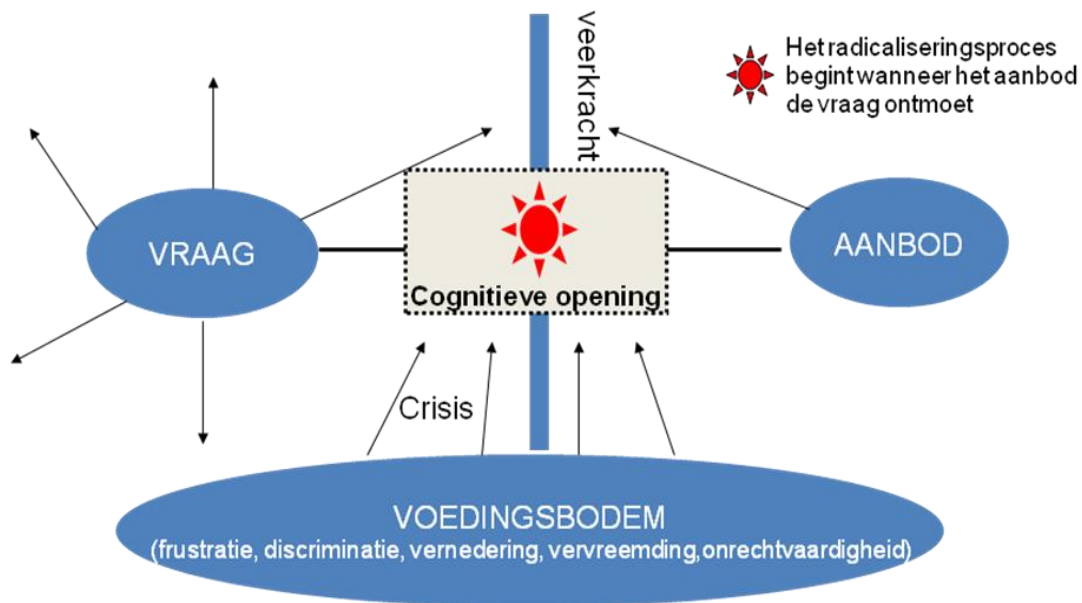 veerkracht
Het radicaliseringsproces
begint wanneer het aanbod
de vraag ontmoet
VRAAG
AANBOD
Cognitieve opening
Crisis
VOEDINGSBODEM
(frustratie, discriminatie, vernedering, vervreemding,onrechtvaardigheid)